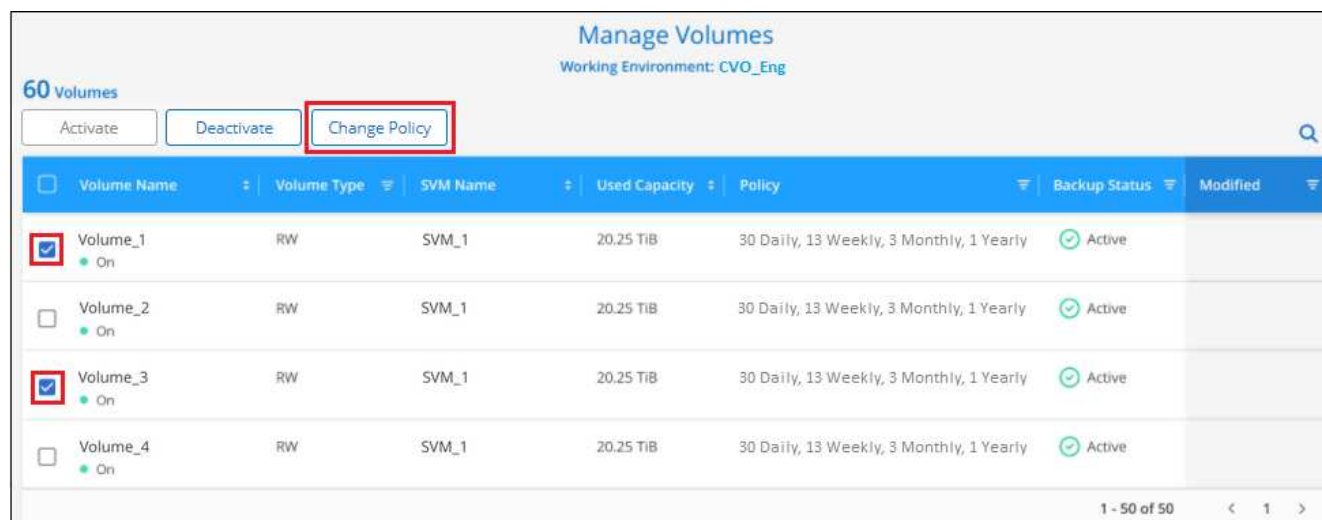 Manage Volumes
Working Environment: CVO_Eng
60 Volumes
Activate Deactivate Change Policy
Volume Name Volume Type SVM Name Used Capacity Policy Backup Status Modified
Volume_1 RW SVM_1 20.25 TiB 30 Daily, 13 Weekly, 3 Monthly, 1 Yearly Active
On
Volume_2 RW SVM_1 20.25 TiB 30 Daily, 13 Weekly, 3 Monthly, 1 Yearly Active
On
Volume_3 RW SVM_1 20.25 TiB 30 Daily, 13 Weekly, 3 Monthly, 1 Yearly Active
On
Volume_4 RW SVM_1 20.25 TiB 30 Daily, 13 Weekly, 3 Monthly, 1 Yearly Active
On
1 - 50 of 50 < 1 >